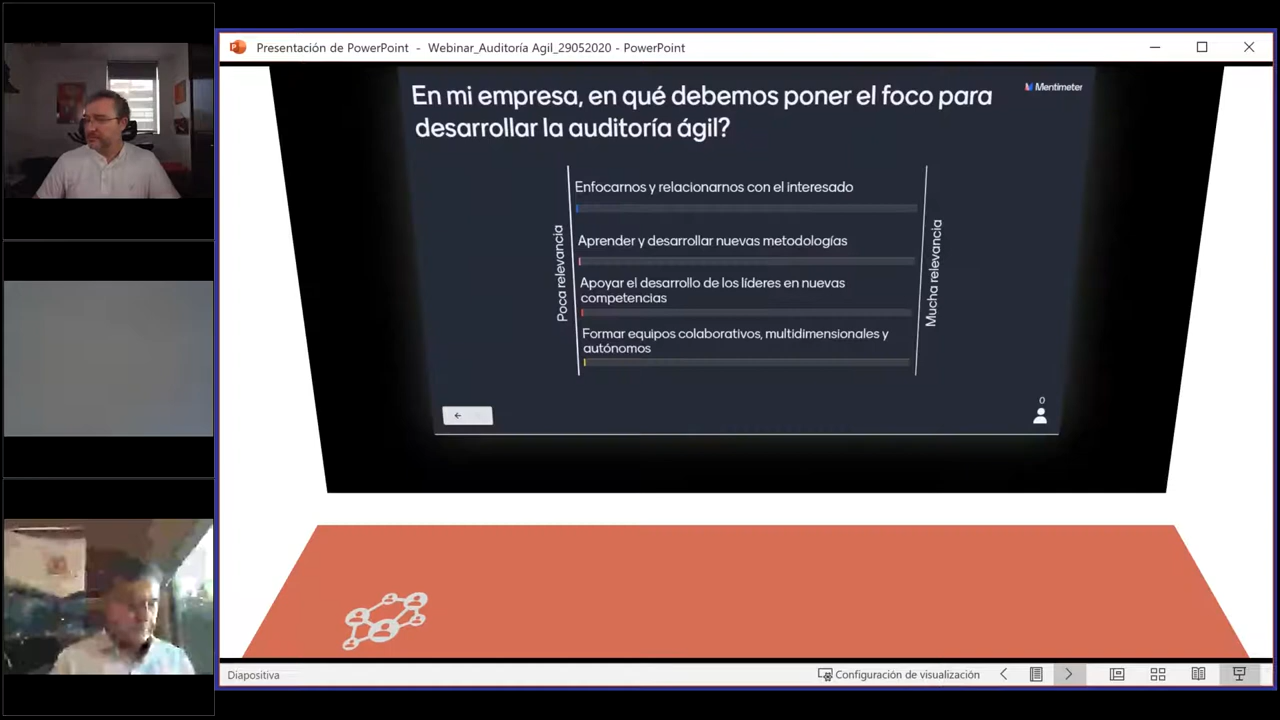 Presentación de PowerPoint - Webinar_Auditoría Agil_29052020 - PowerPoint
En mi empresa, en qué debemos poner el foco para
desarrollar la auditoría ágil?
Mentimeter
Poca relevancia
Enfocarnos y relacionarnos con el interesado
Aprender y desarrollar nuevas metodologías
Apoyar el desarrollo de los líderes en nuevas
competencias
Formar equipos colaborativos, multidimensionales y
autónomos
Mucha relevancia
0
Diapositiva
Configuración de visualización